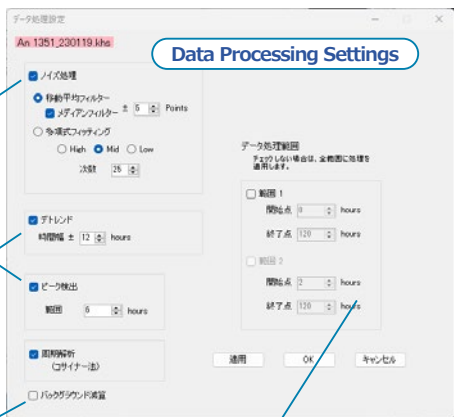 データ処理設定
An 1351_230119.khs
Data Processing Settings
ノイズ処理
移動平均フィルター
メディアンフィルター ± 5 Points
多項式フィッティング
High Mid Low
次数 25
デトレンド
時間幅 ± 12 hours
ピーク検出
範囲 6 hours
周期解析
(コサイナー法)
バックグラウンド減算
データ処理範囲
チェックしない場合は、全範囲に処理を
適用します。
範囲 1
開始点 0 hours
終了点 120 hours
範囲 2
開始点 2 hours
終了点 120 hours
適用 OK キャンセル